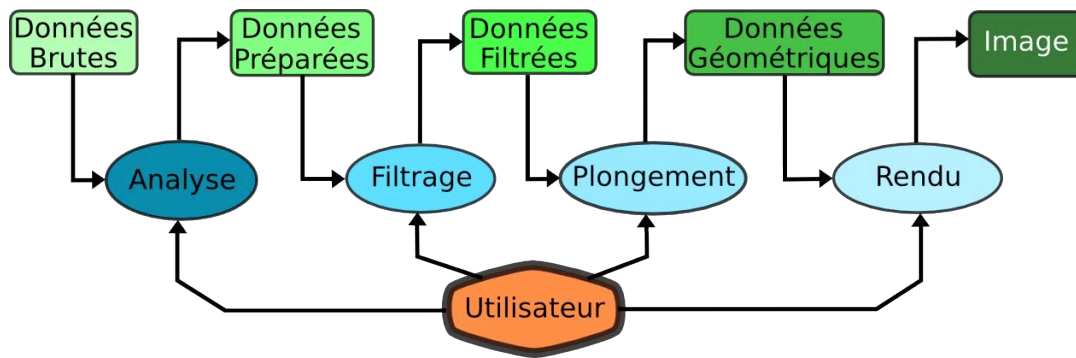 Données
Brutes
Données
Préparées
Données
Filtrées
Données
Géométriques
Image
Analyse
Filtrage
Plongement
Rendu
Utilisateur